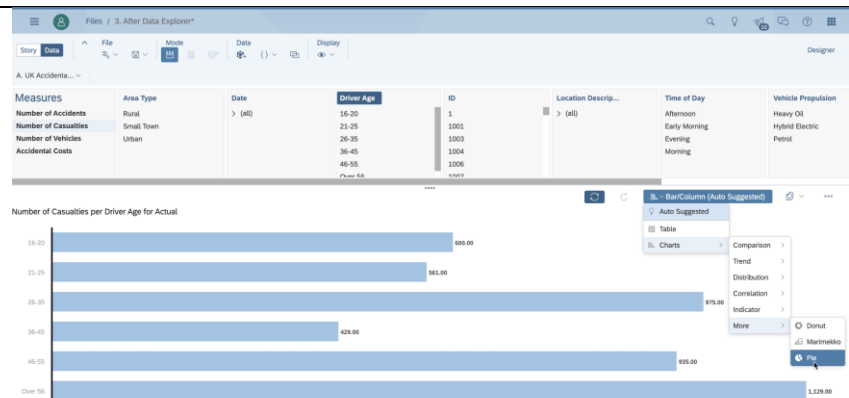 Files / 3. After Data Explorer*
File Mode Data Display
Story Data
Designer
A. UK Accidenta...
Measures
Number of Accidents
Number of Casualties
Number of Vehicles
Accidental Costs
Area Type
Rural
Small Town
Urban
Date
> (all)
Driver Age
16-20
21-25
26-35
36-45
46-55
Over 56
ID
1
1001
1003
1004
1006
1007
Location Descrip...
> (all)
Time of Day
Afternoon
Early Morning
Evening
Morning
Vehicle Propulsion
Heavy Oil
Hybrid Electric
Petrol
Bar/Column (Auto Suggested)
Auto Suggested
Table
Charts >
Comparison >
Trend >
Distribution >
Correlation >
Indicator >
More >
Donut
Marimekko
Pie
Number of Casualties per Driver Age for Actual
16-20 600.00
21-25 561.00
26-35 975.00
36-45 429.00
46-55 935.00
Over 56 1,129.00